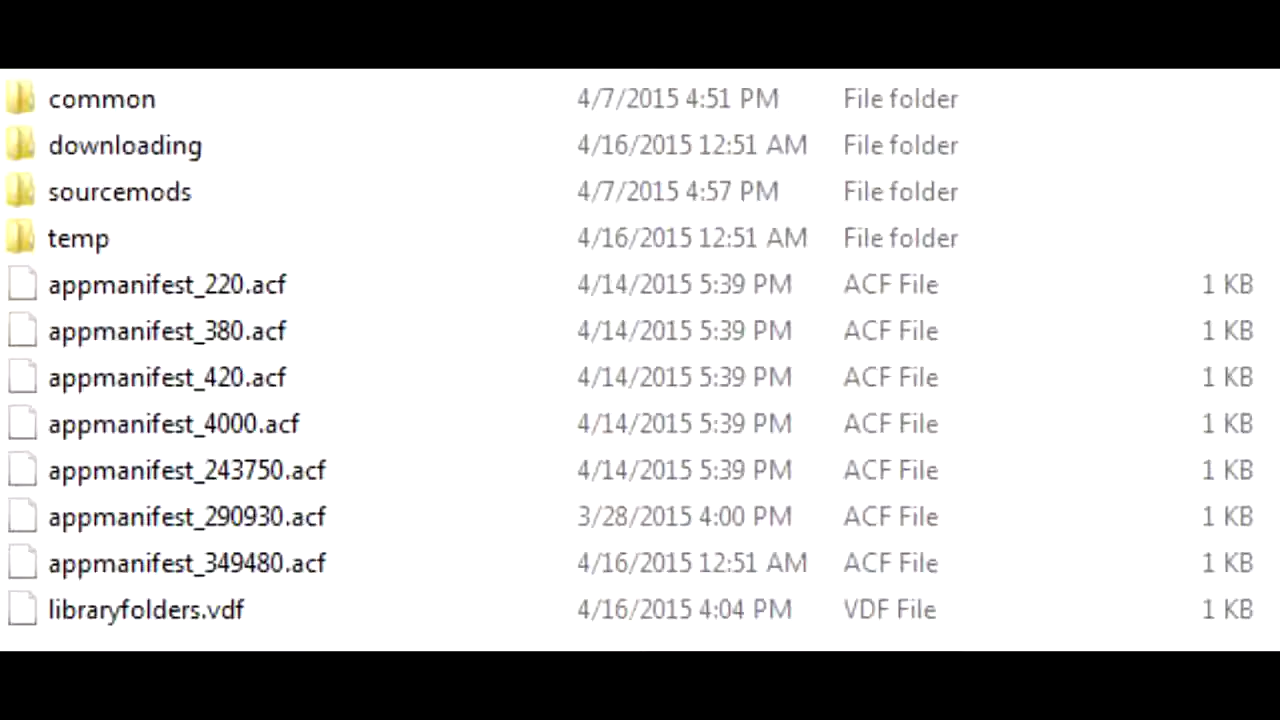 common 4/7/2015 4:51 PM File folder
downloading 4/16/2015 12:51 AM File folder
sourcemods 4/7/2015 4:57 PM File folder
temp 4/16/2015 12:51 AM File folder
appmanifest_220.acf 4/14/2015 5:39 PM ACF File 1 KB
appmanifest_380.acf 4/14/2015 5:39 PM ACF File 1 KB
appmanifest_420.acf 4/14/2015 5:39 PM ACF File 1 KB
appmanifest_4000.acf 4/14/2015 5:39 PM ACF File 1 KB
appmanifest_243750.acf 4/14/2015 5:39 PM ACF File 1 KB
appmanifest_290930.acf 3/28/2015 4:00 PM ACF File 1 KB
appmanifest_349480.acf 4/16/2015 12:51 AM ACF File 1 KB
libraryfolders.vdf 4/16/2015 4:04 PM VDF File 1 KB